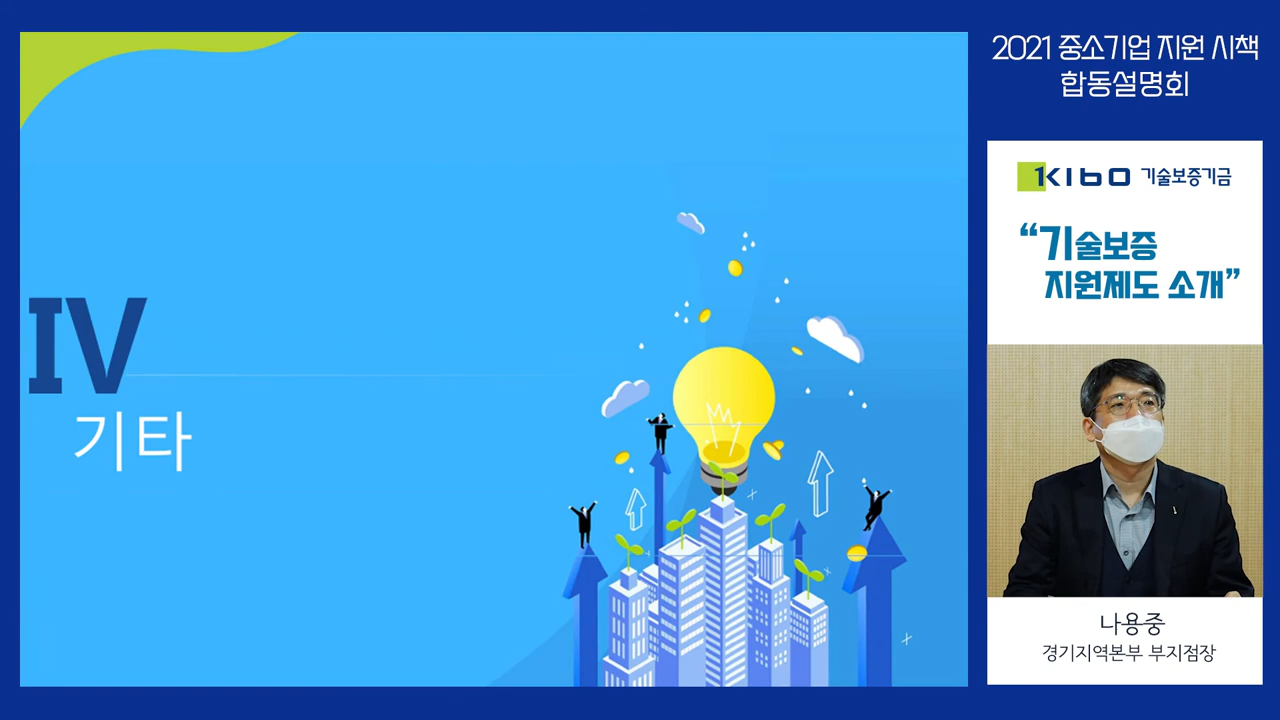 IV
기타
2021 중소기업 지원 시책
합동설명회
KIBO 기술보증기금
“기술보증
지원제도 소개”
나용중
경기지역본부 부지점장